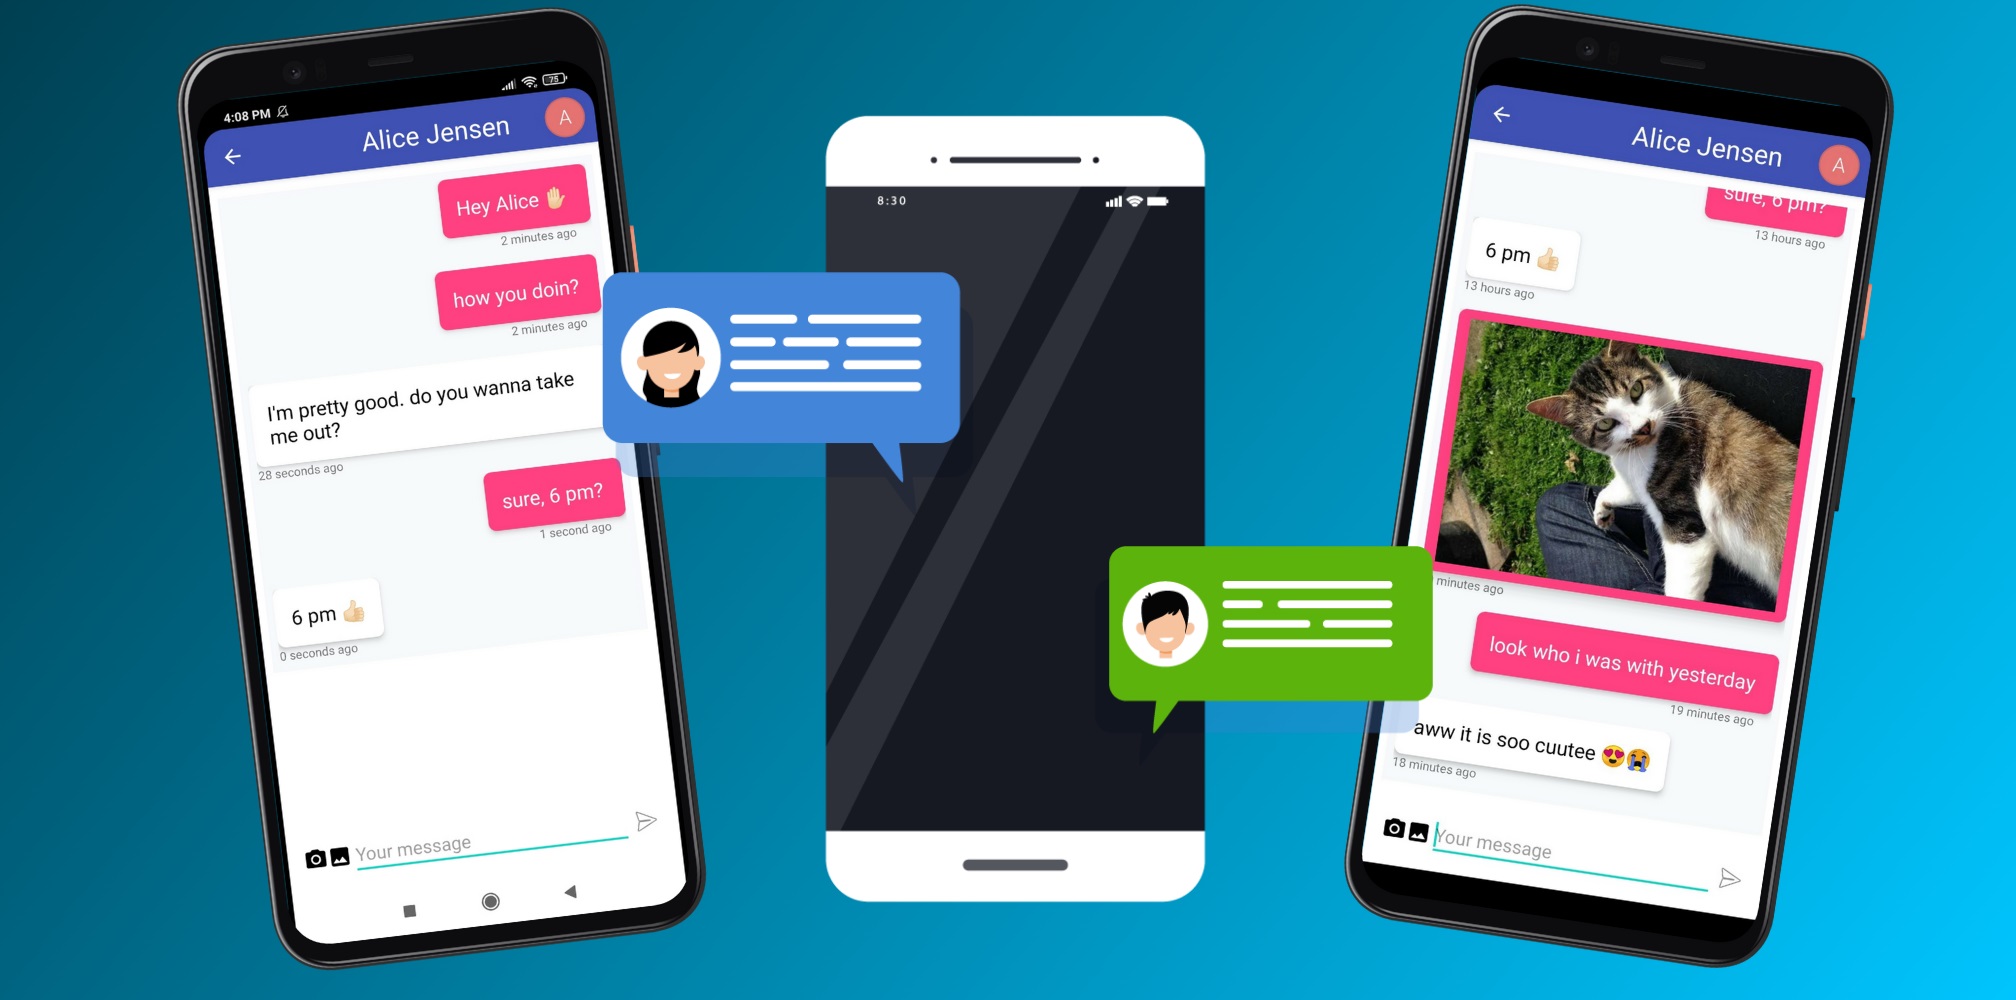 4:08 PM
75
Alice Jensen
A
Hey Alice ✋🏼
2 minutes ago
how you doin?
2 minutes ago
I'm pretty good. do you wanna take
me out?
28 seconds ago
sure, 6 pm?
1 second ago
6 pm 👍🏼
0 seconds ago
Your message
8:30
Alice Jensen
A
sure, 6 pm?
13 hours ago
6 pm 👍🏼
13 hours ago
minutes ago
look who i was with yesterday
19 minutes ago
aww it is soo cuutee 😍😭
18 minutes ago
Your message